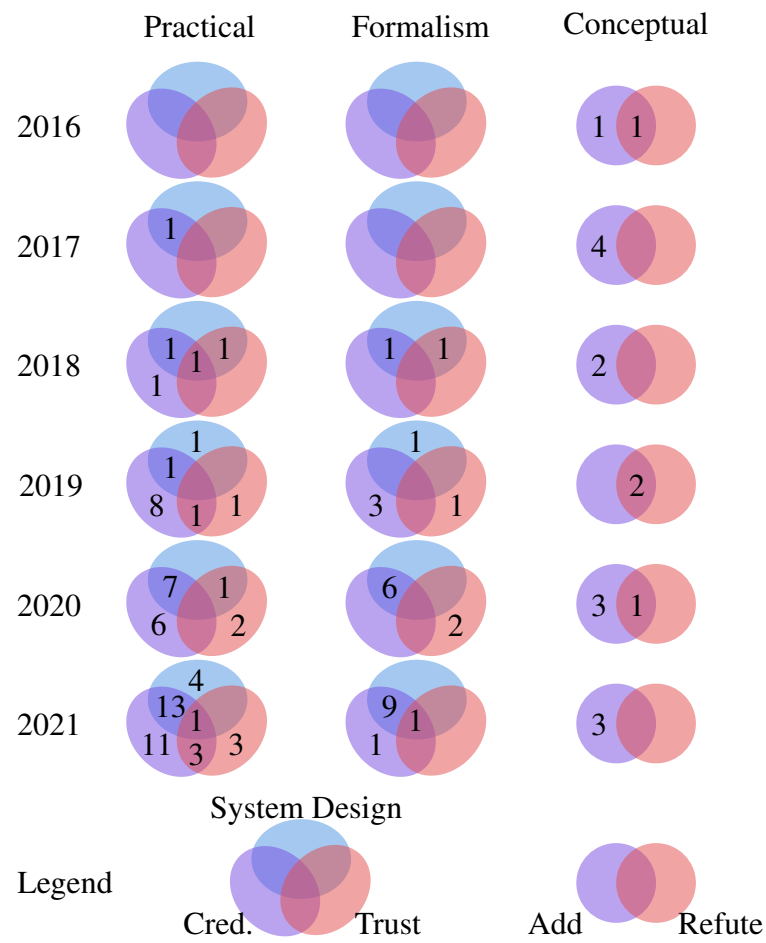 Practical Formalism Conceptual
2016 1 1
2017 1 4
2018 1 1 1 1 1 1 2
2019 1 1 8 1 1 1 3 1 2
2020 7 1 6 2 6 2 3 1
2021 4 13 1 11 3 3 9 1 1 3
System Design
Legend
Cred. Trust Add Refute